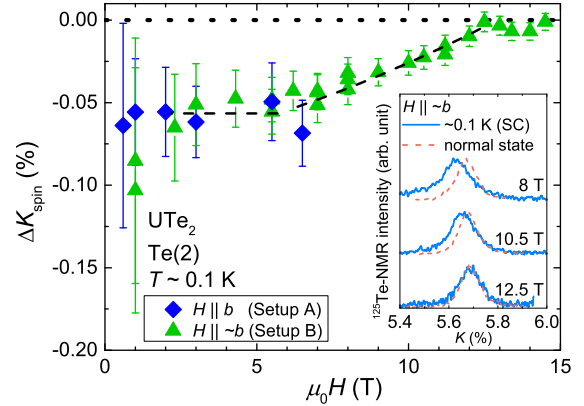 0.00
-0.05
-0.10
-0.15
-0.20
ΔK_spin (%)
UTe₂
Te(2)
T ~ 0.1 K
H || b (Setup A)
H || ~b (Setup B)
0 5 10 15
μ₀H (T)
H || ~b
~0.1 K (SC)
normal state
8 T
10.5 T
12.5 T
¹²⁵Te-NMR intensity (arb. unit)
5.4 5.6 5.8 6.0
K (%)